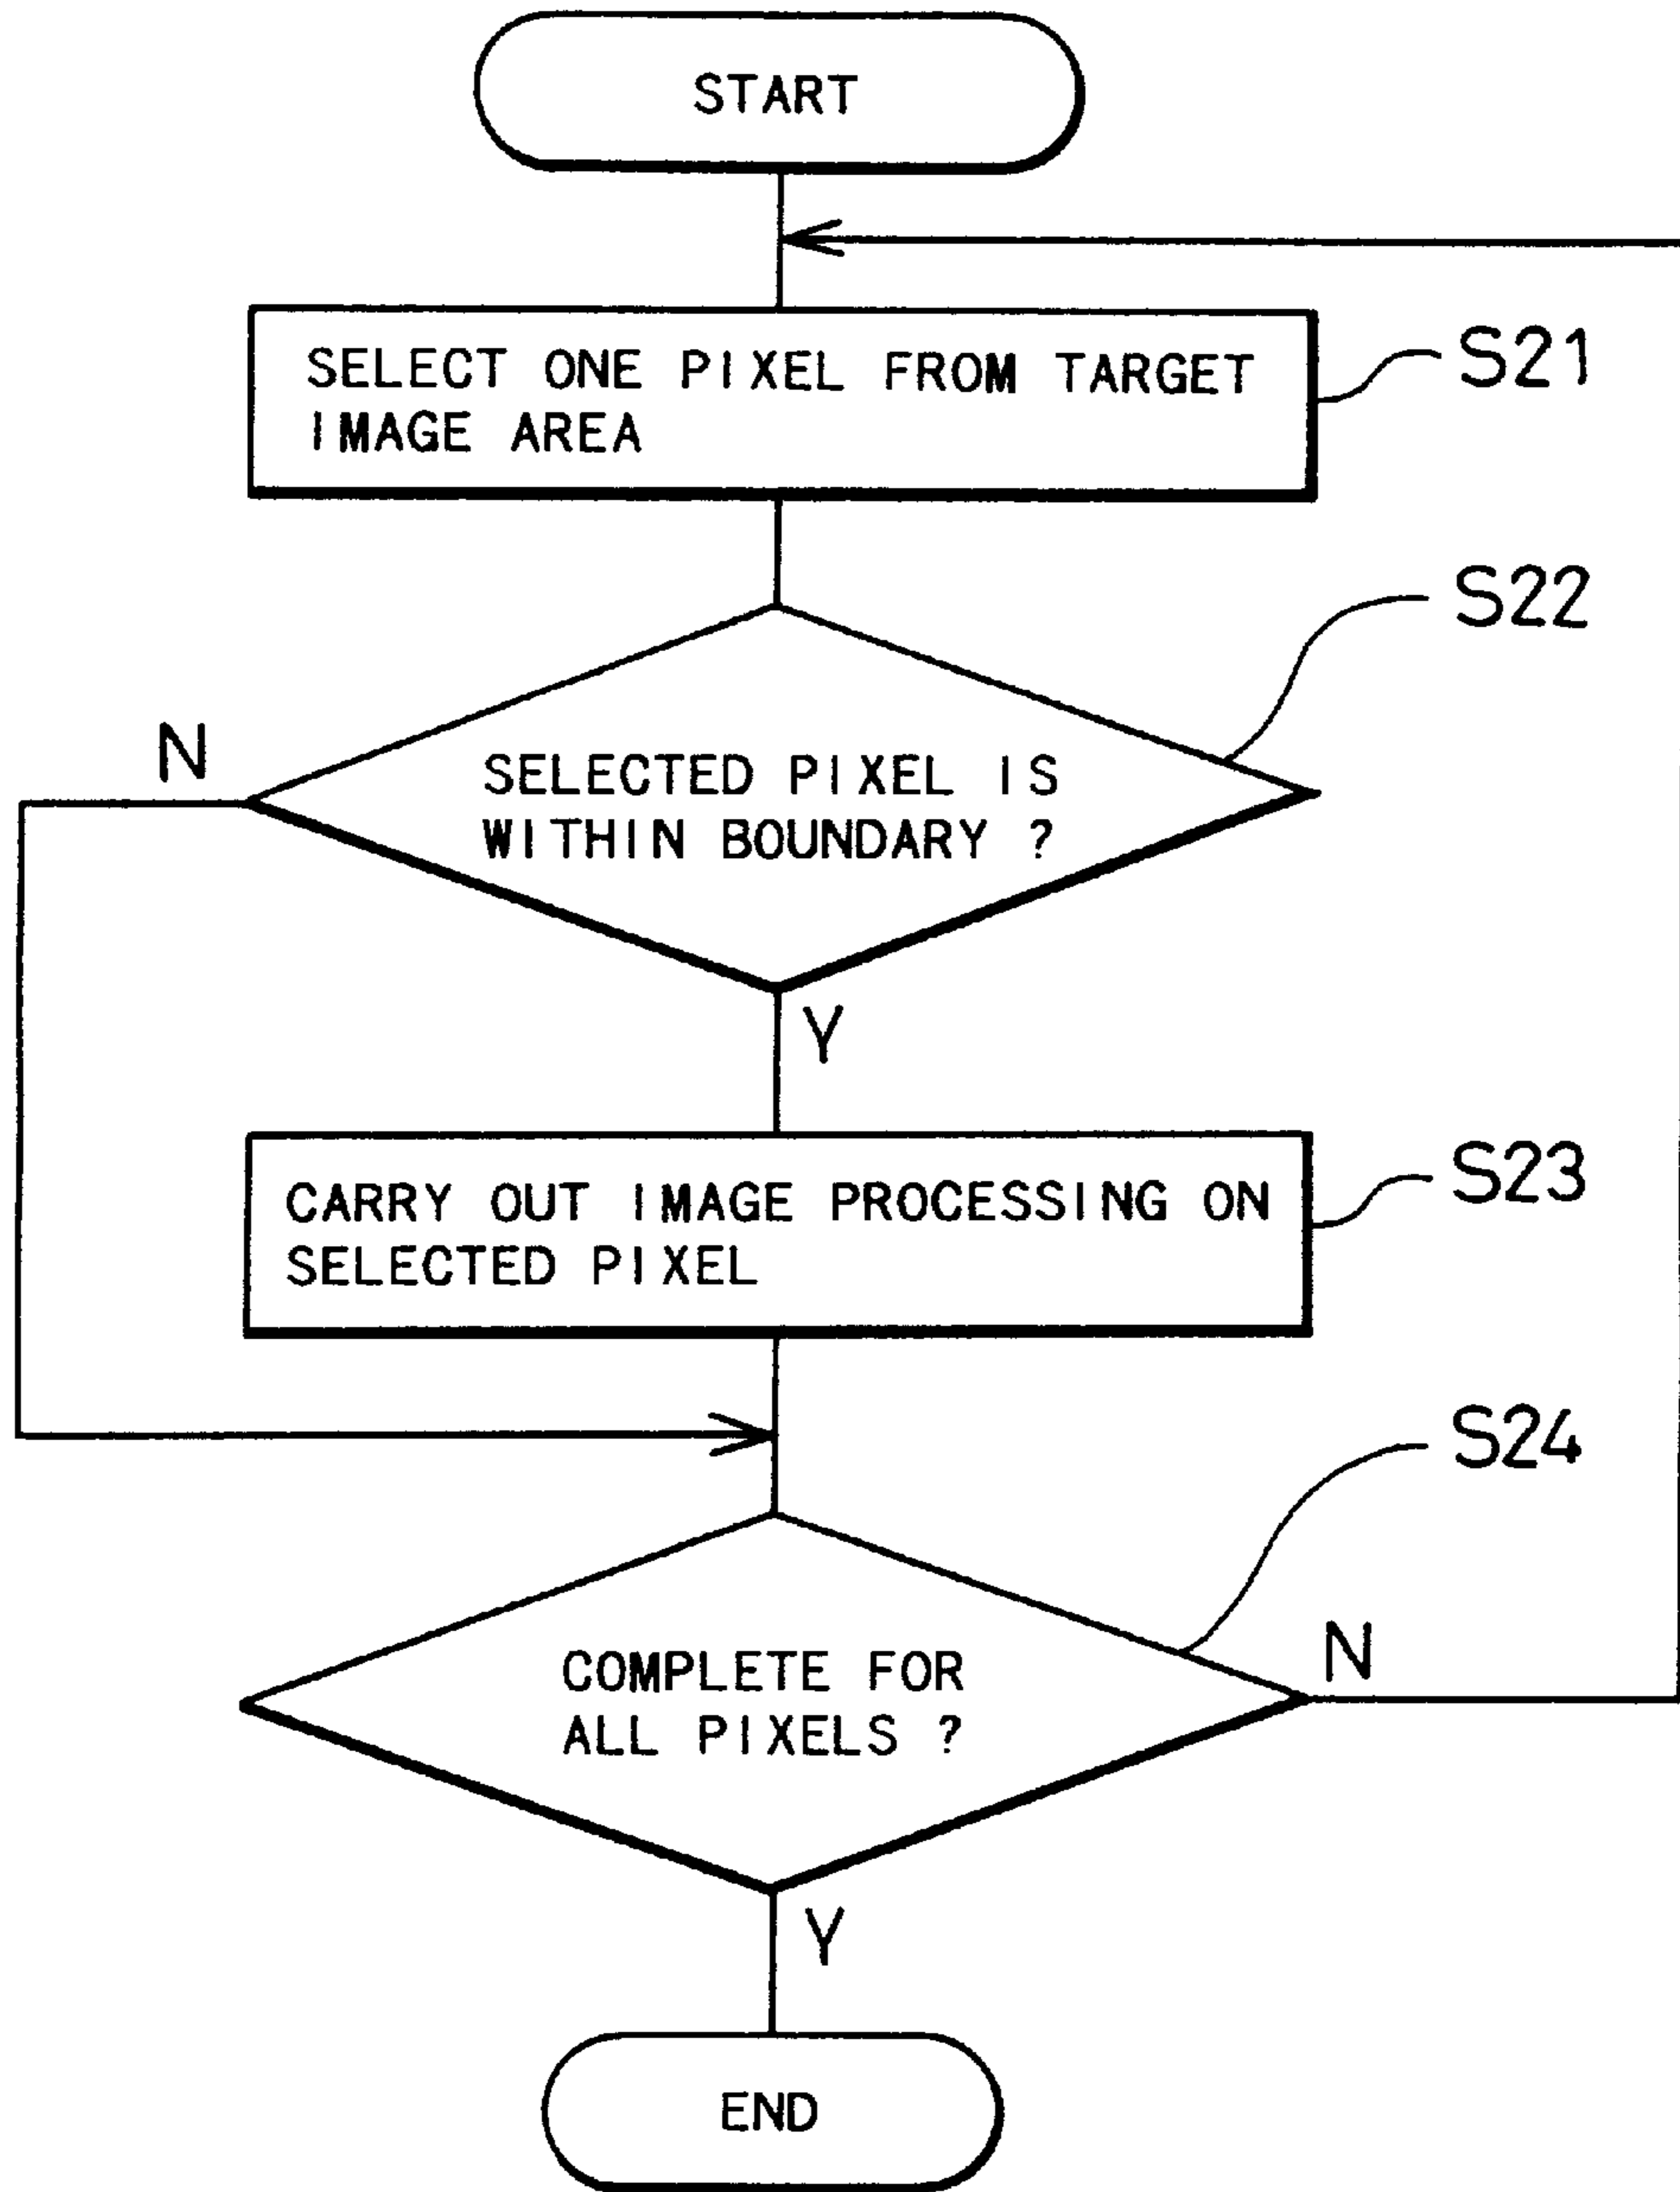 START
SELECT ONE PIXEL FROM TARGET
IMAGE AREA
S21
S22
N
SELECTED PIXEL IS
WITHIN BOUNDARY ?
Y
CARRY OUT IMAGE PROCESSING ON
SELECTED PIXEL
S23
S24
COMPLETE FOR
ALL PIXELS ?
N
Y
END